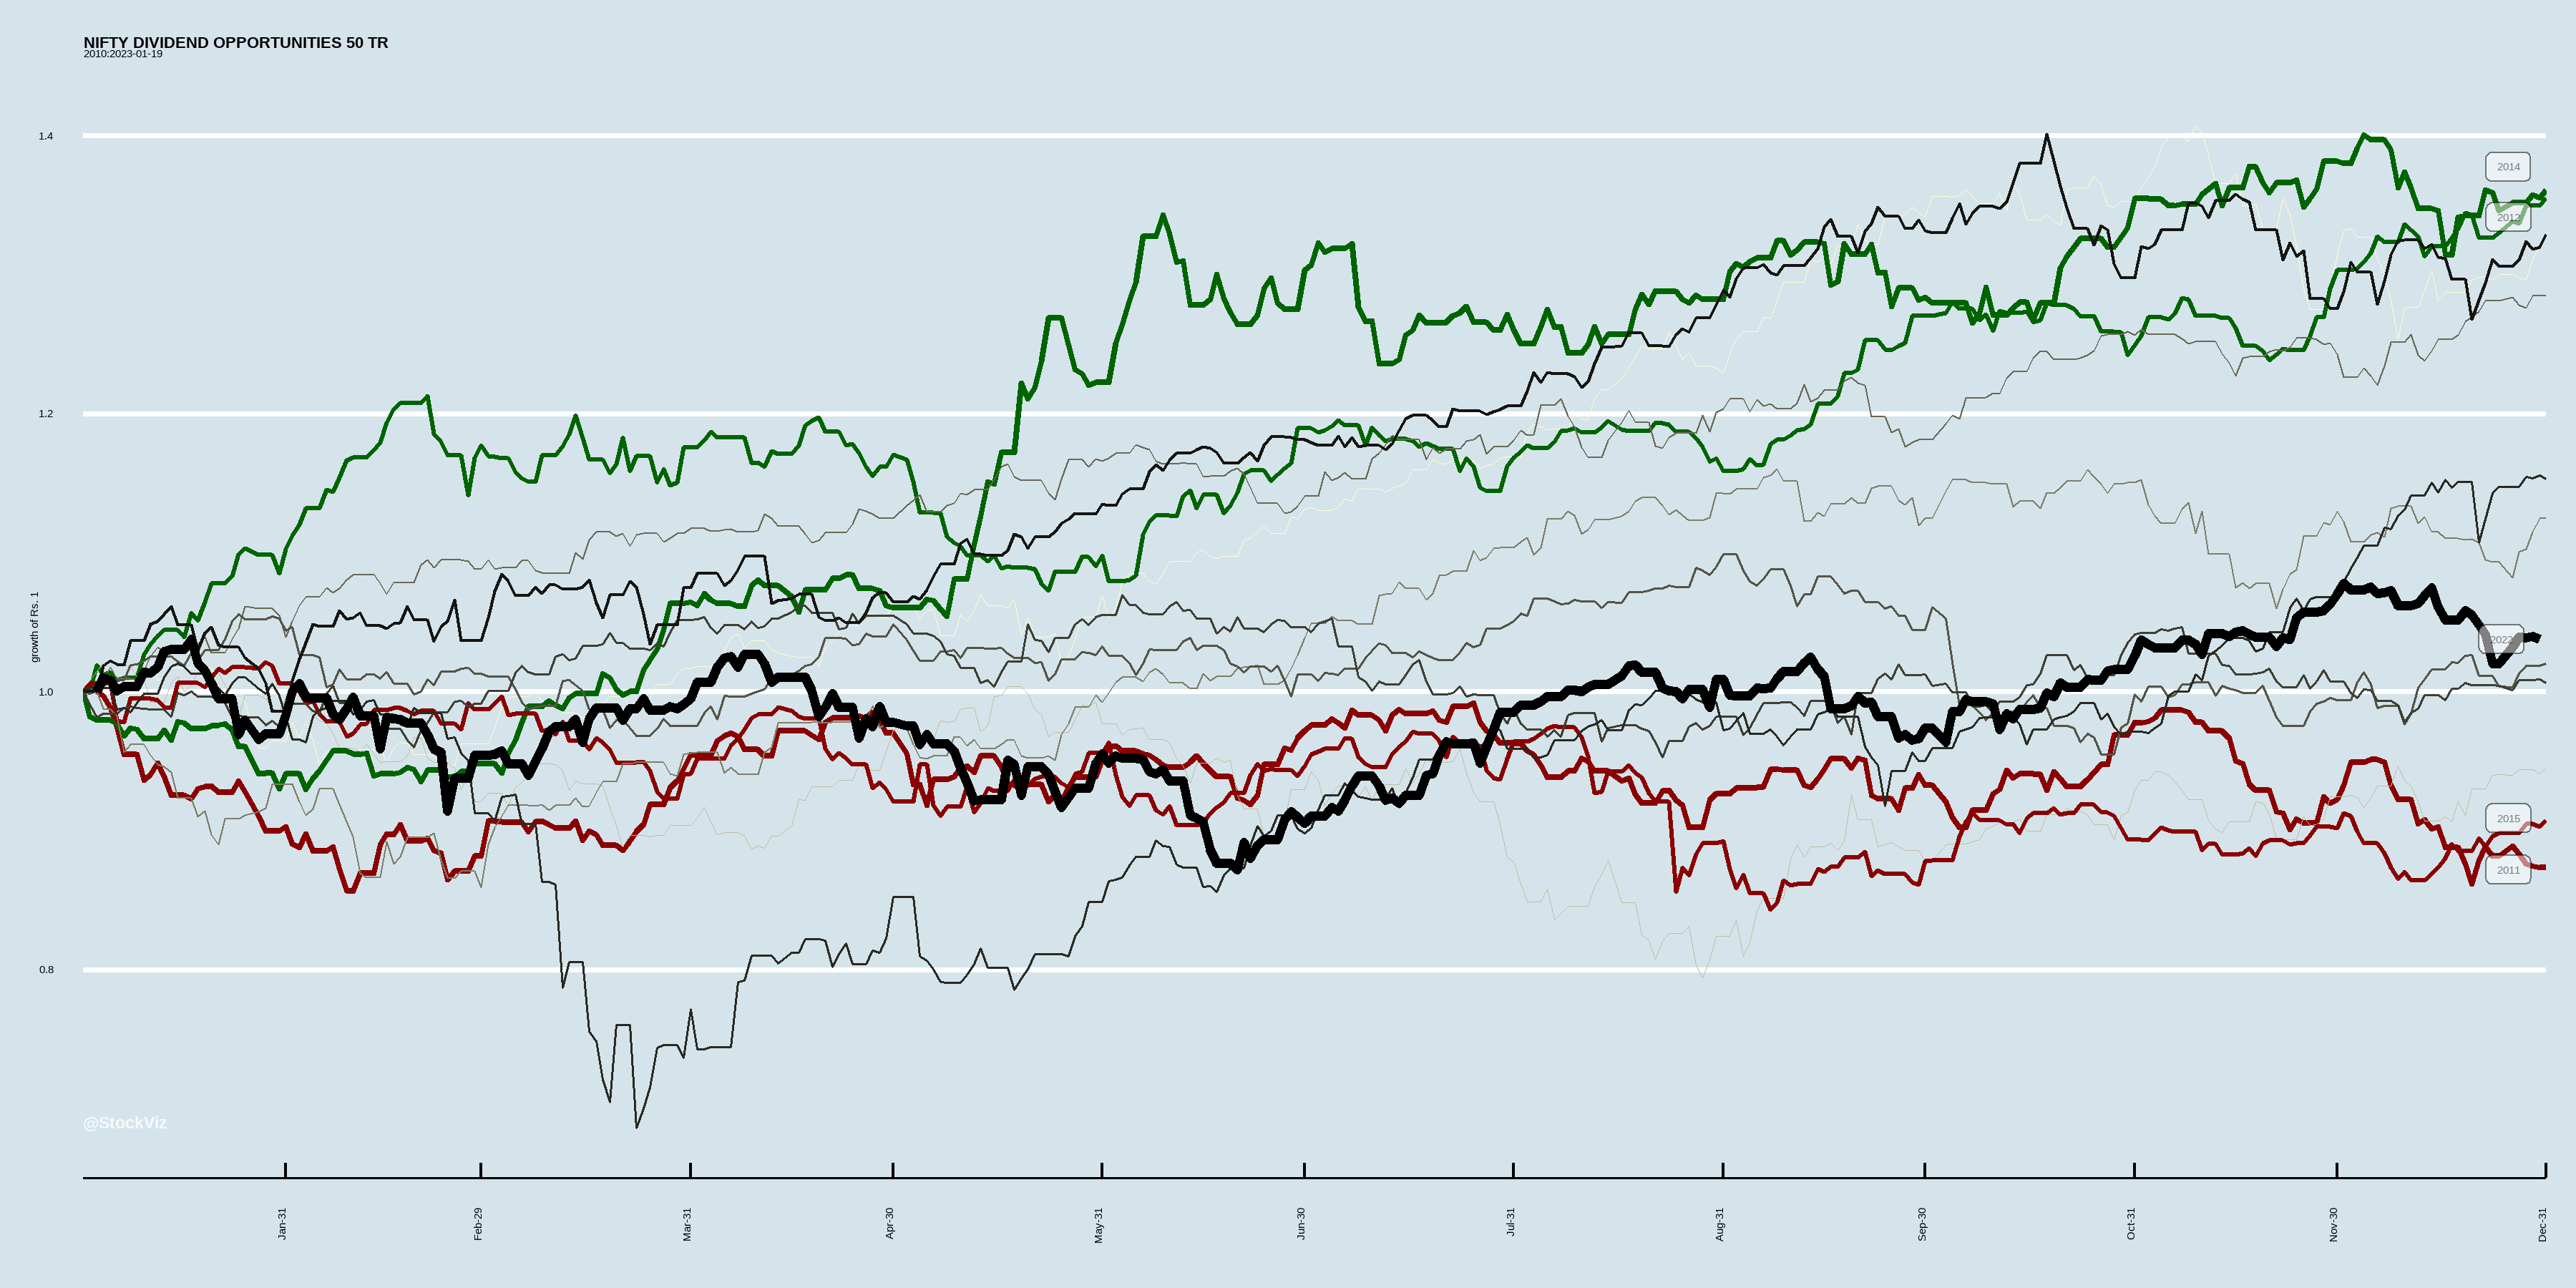 NIFTY DIVIDEND OPPORTUNITIES 50 TR
2010:2023-01-19
growth of Rs. 1
1.4
1.2
1.0
0.8
2014
2012
2022
2015
2011
@StockViz
Jan-31
Feb-29
Mar-31
Apr-30
May-31
Jun-30
Jul-31
Aug-31
Sep-30
Oct-31
Nov-30
Dec-31